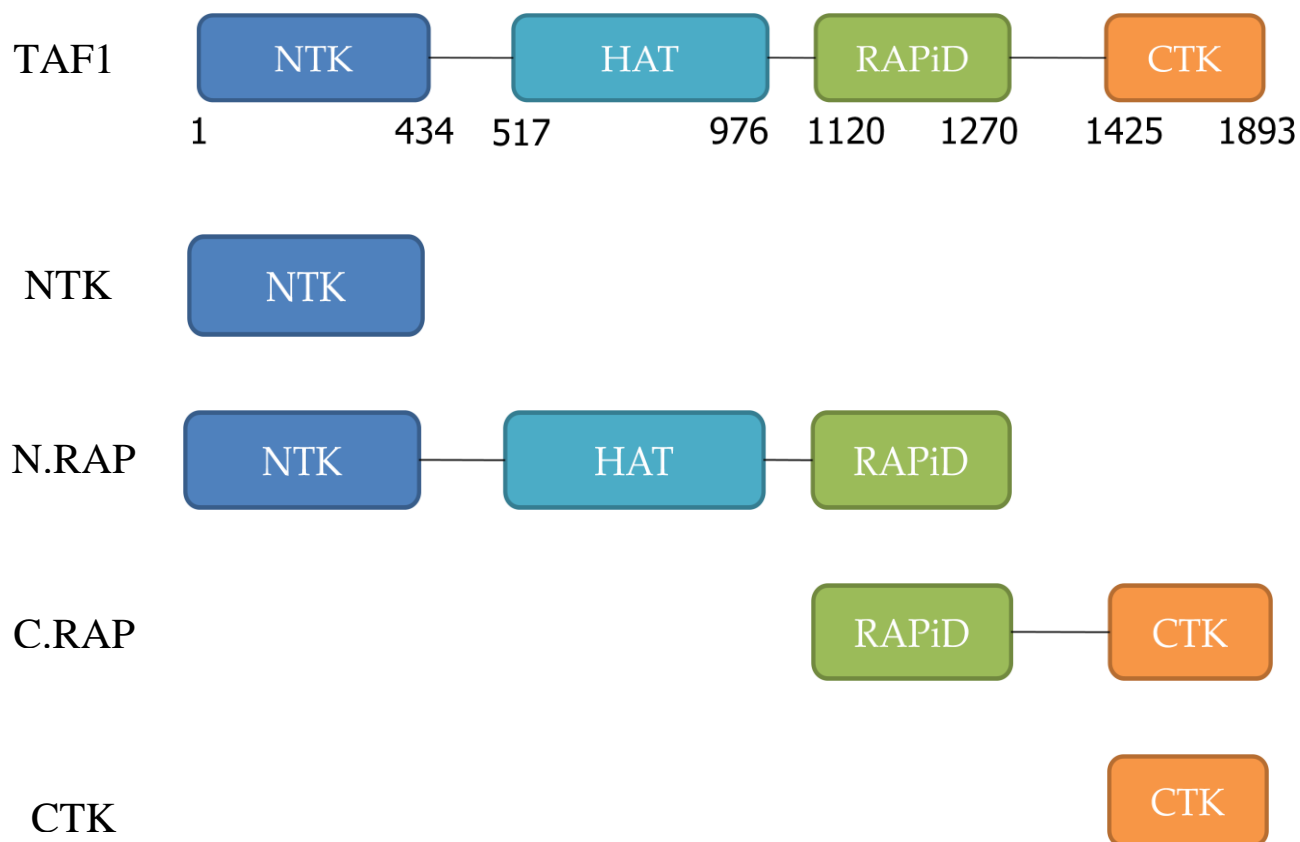 TAF1 NTK HAT RAPiD CTK
1 434 517 976 1120 1270 1425 1893
NTK NTK
N.RAP NTK HAT RAPiD
C.RAP RAPiD CTK
CTK CTK